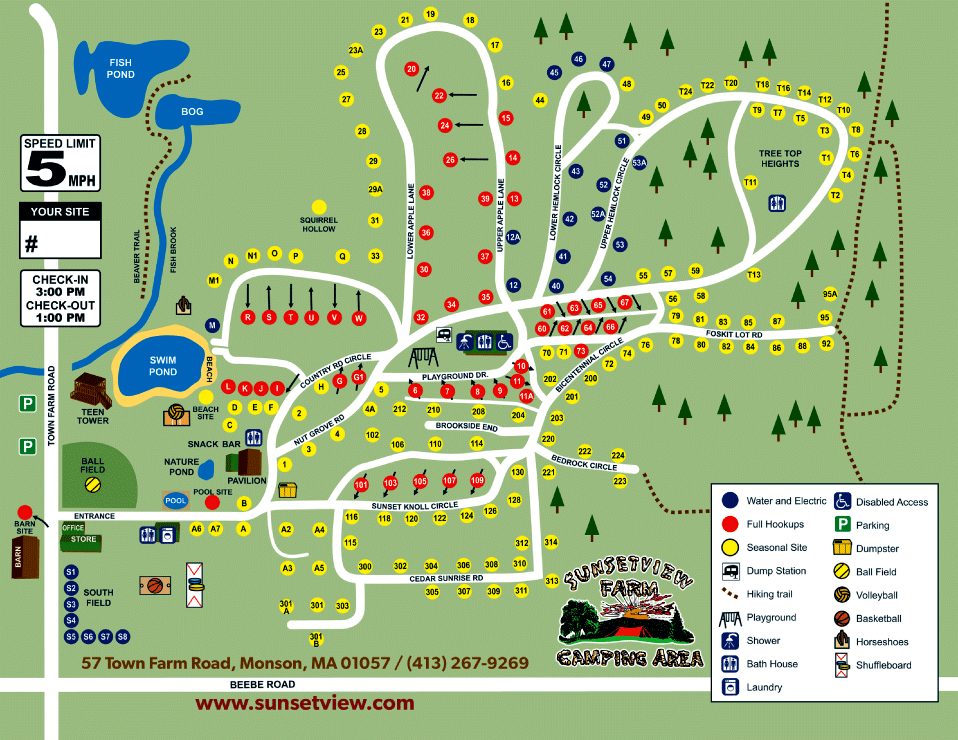 FISH
POND
BOG
SPEED LIMIT
5 MPH
YOUR SITE
#
CHECK-IN
3:00 PM
CHECK-OUT
1:00 PM
BEAVER TRAIL
FISH BROOK
TOWN FARM ROAD
P
P
TEEN
TOWER
SWIM
POND
BEACH
BEACH
SITE
SQUIRREL
HOLLOW
SNACK BAR
PAVILION
NATURE
POND
POOL
POOL SITE
BALL
FIELD
ENTRANCE
BARN
SITE
BARN
OFFICE
STORE
SOUTH
FIELD
S1
S2
S3
S4
S5 S6 S7 S8
M1 N N1 O P Q
M
R S T U V W
L K J I
D E F
C
B
A6 A7 A A2 A4
A3 A5
301
A
301
303
301
B
COUNTRY RD CIRCLE
NUT GROVE RD
H G G1
1 2 3 4 4A 5
LOWER APPLE LANE
UPPER APPLE LANE
23A 23 21 19 18 17 16
25 27 28 29 29A 31 33
20 22 24 26
38 36 30 32 34 35
15 14 13 39 37
12A 12
LOWER HEMLOCK CIRCLE
UPPER HEMLOCK CIRCLE
44 45 46 47 48 49 50
43 42 41 40
51 53A 52 52A 53 54
55 57 59
56 58
T24 T22 T20 T18 T16 T14 T12 T10 T8 T6 T4 T2
T9 T7 T5 T3 T1
T11
T13
TREE TOP
HEIGHTS
61 63 65 67
60 62 64 66
FOSKIT LOT RD
79 81 83 85 87 95 95A
76 78 80 82 84 86 88 92
70 71 73 72 74
BICENTENNIAL CIRCLE
202 200 201 203
PLAYGROUND DR.
6 7 8 9 10 11 11A
212 210 208 204
BROOKSIDE END
220
BEDROCK CIRCLE
221 222 224 223
102 106 110 114
101 103 105 107 109
SUNSET KNOLL CIRCLE
116 118 120 122 124 126 128 130
115
300 302 304 306 308 310 312 314
CEDAR SUNRISE RD
305 307 309 311 313
SUNSETVIEW
FARM
CAMPING AREA
57 Town Farm Road, Monson, MA 01057 / (413) 267-9269
BEEBE ROAD
www.sunsetview.com
Water and Electric
Full Hookups
Seasonal Site
Dump Station
Hiking trail
Playground
Shower
Bath House
Laundry
Disabled Access
P Parking
Dumpster
Ball Field
Volleyball
Basketball
Horseshoes
Shuffleboard